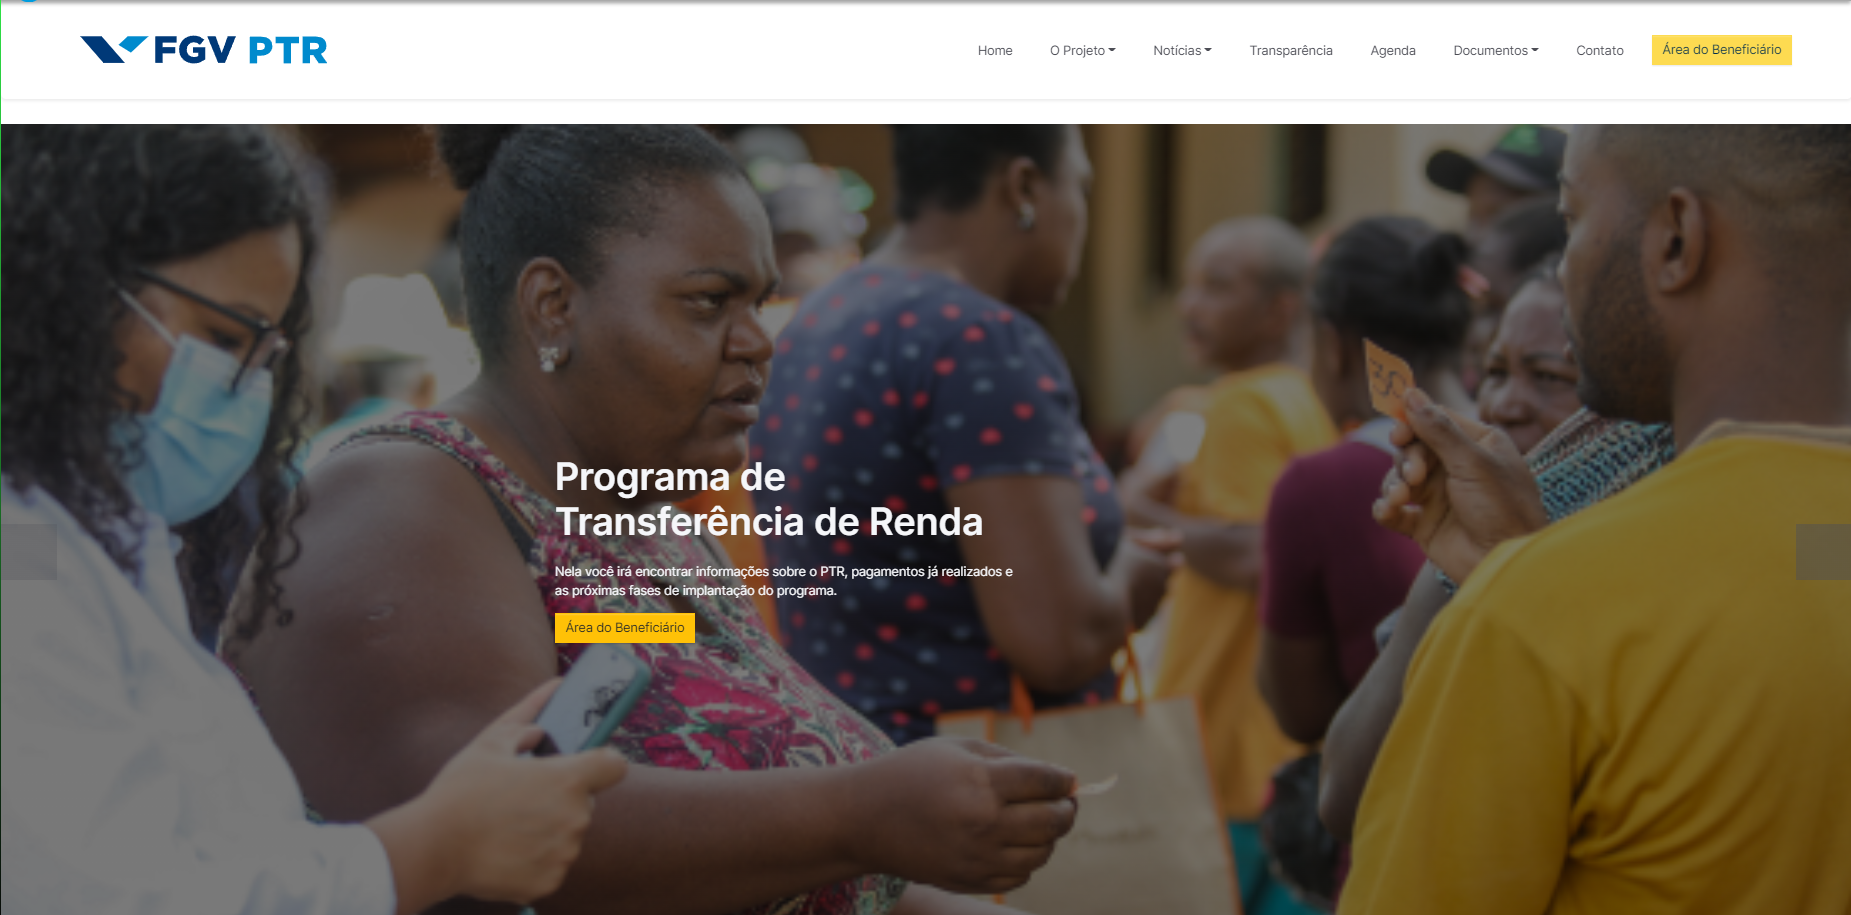 FGV PTR
Home O Projeto Notícias Transparência Agenda Documentos Contato Área do Beneficiário
Programa de
Transferência de Renda
Nela você irá encontrar informações sobre o PTR, pagamentos já realizados e
as próximas fases de implantação do programa.
Área do Beneficiário